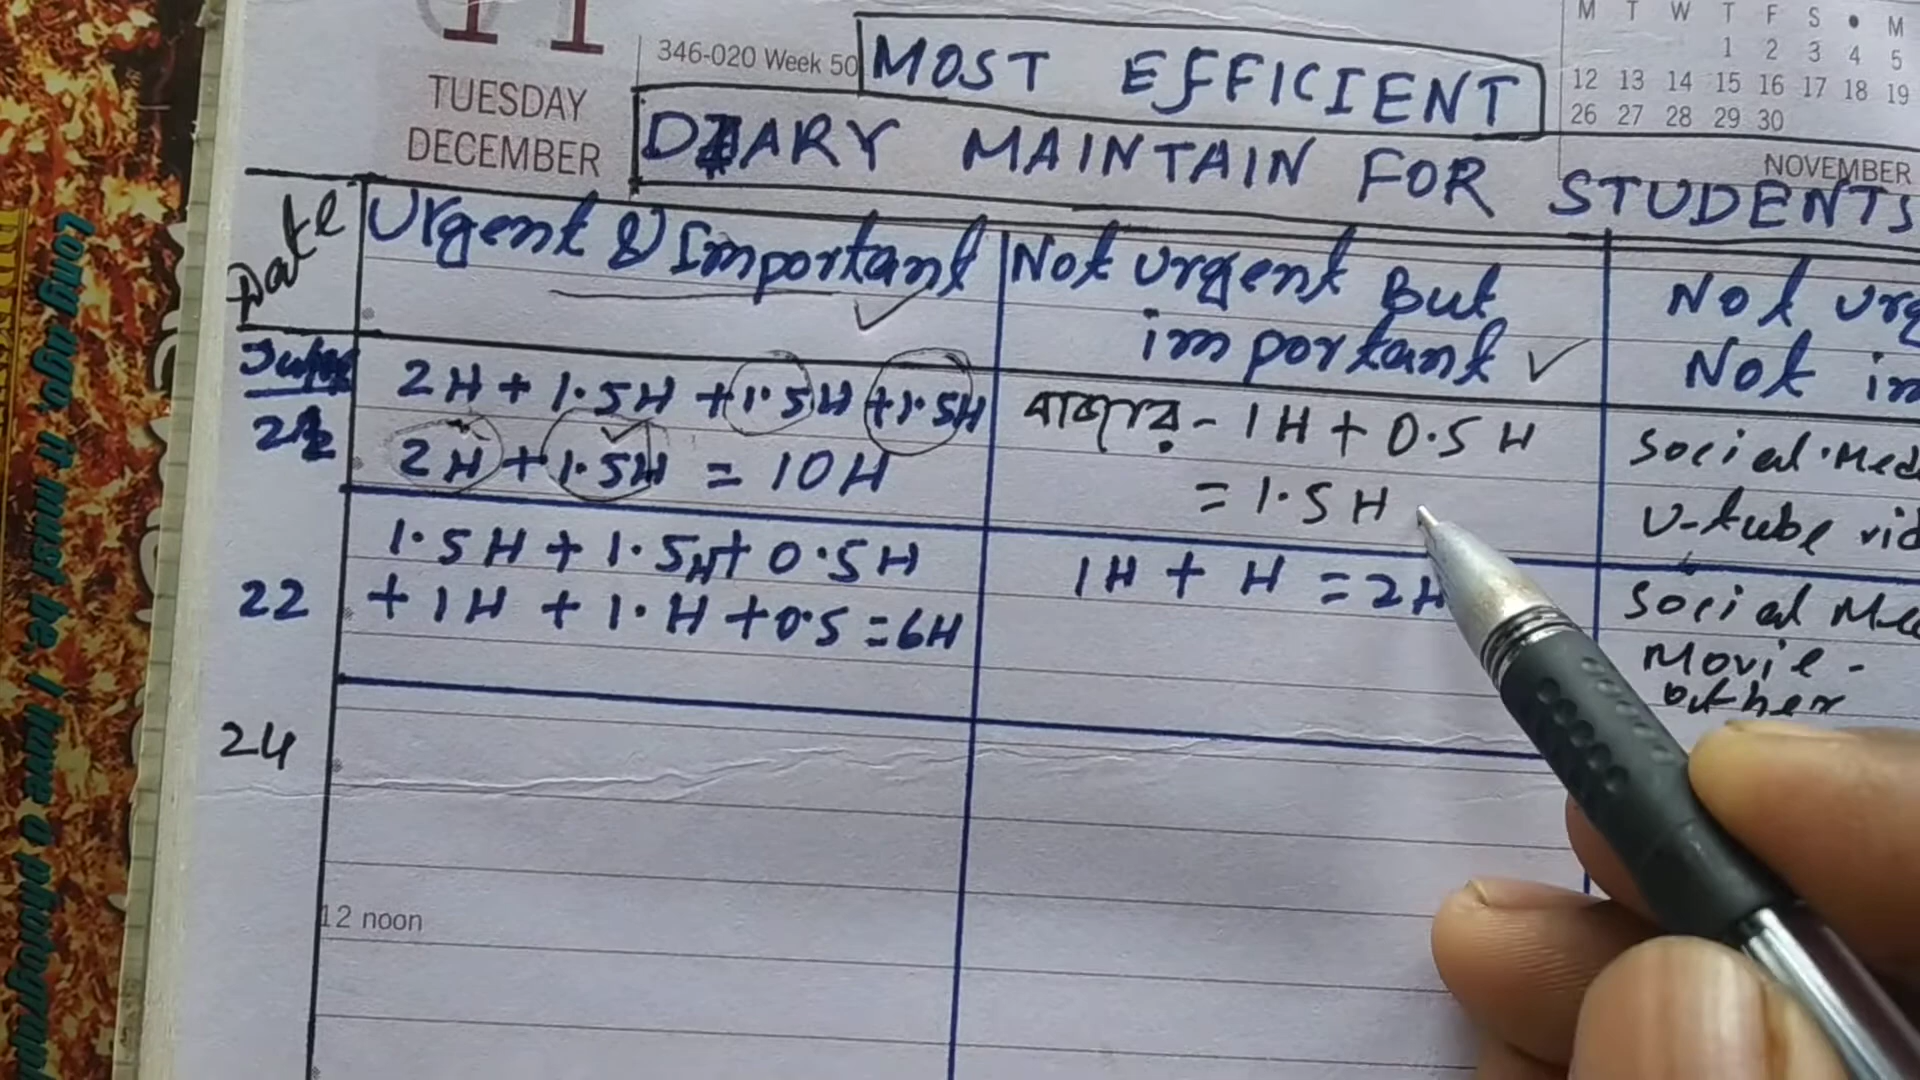 11
TUESDAY
DECEMBER
346-020 Week 50
M T W T F S • M
1 2 3 4 5
12 13 14 15 16 17 18 19
26 27 28 29 30
NOVEMBER
MOST EFFICIENT
DIARY MAINTAIN FOR STUDENTS
Date
Urgent & Important
Not urgent But
important
Not urg
Not im
2H + 1.5H + 1.5H + 1.5H
2H + 1.5H = 10H
বাজার - 1H + 0.5H
= 1.5H
Social Med
U-tube vid
22
1.5H + 1.5H + 0.5H
+ 1H + 1.H + 0.5 = 6H
1H + H = 2H
Social Me
Movie -
other
24
12 noon
Long ago, it must be, I have a photograph